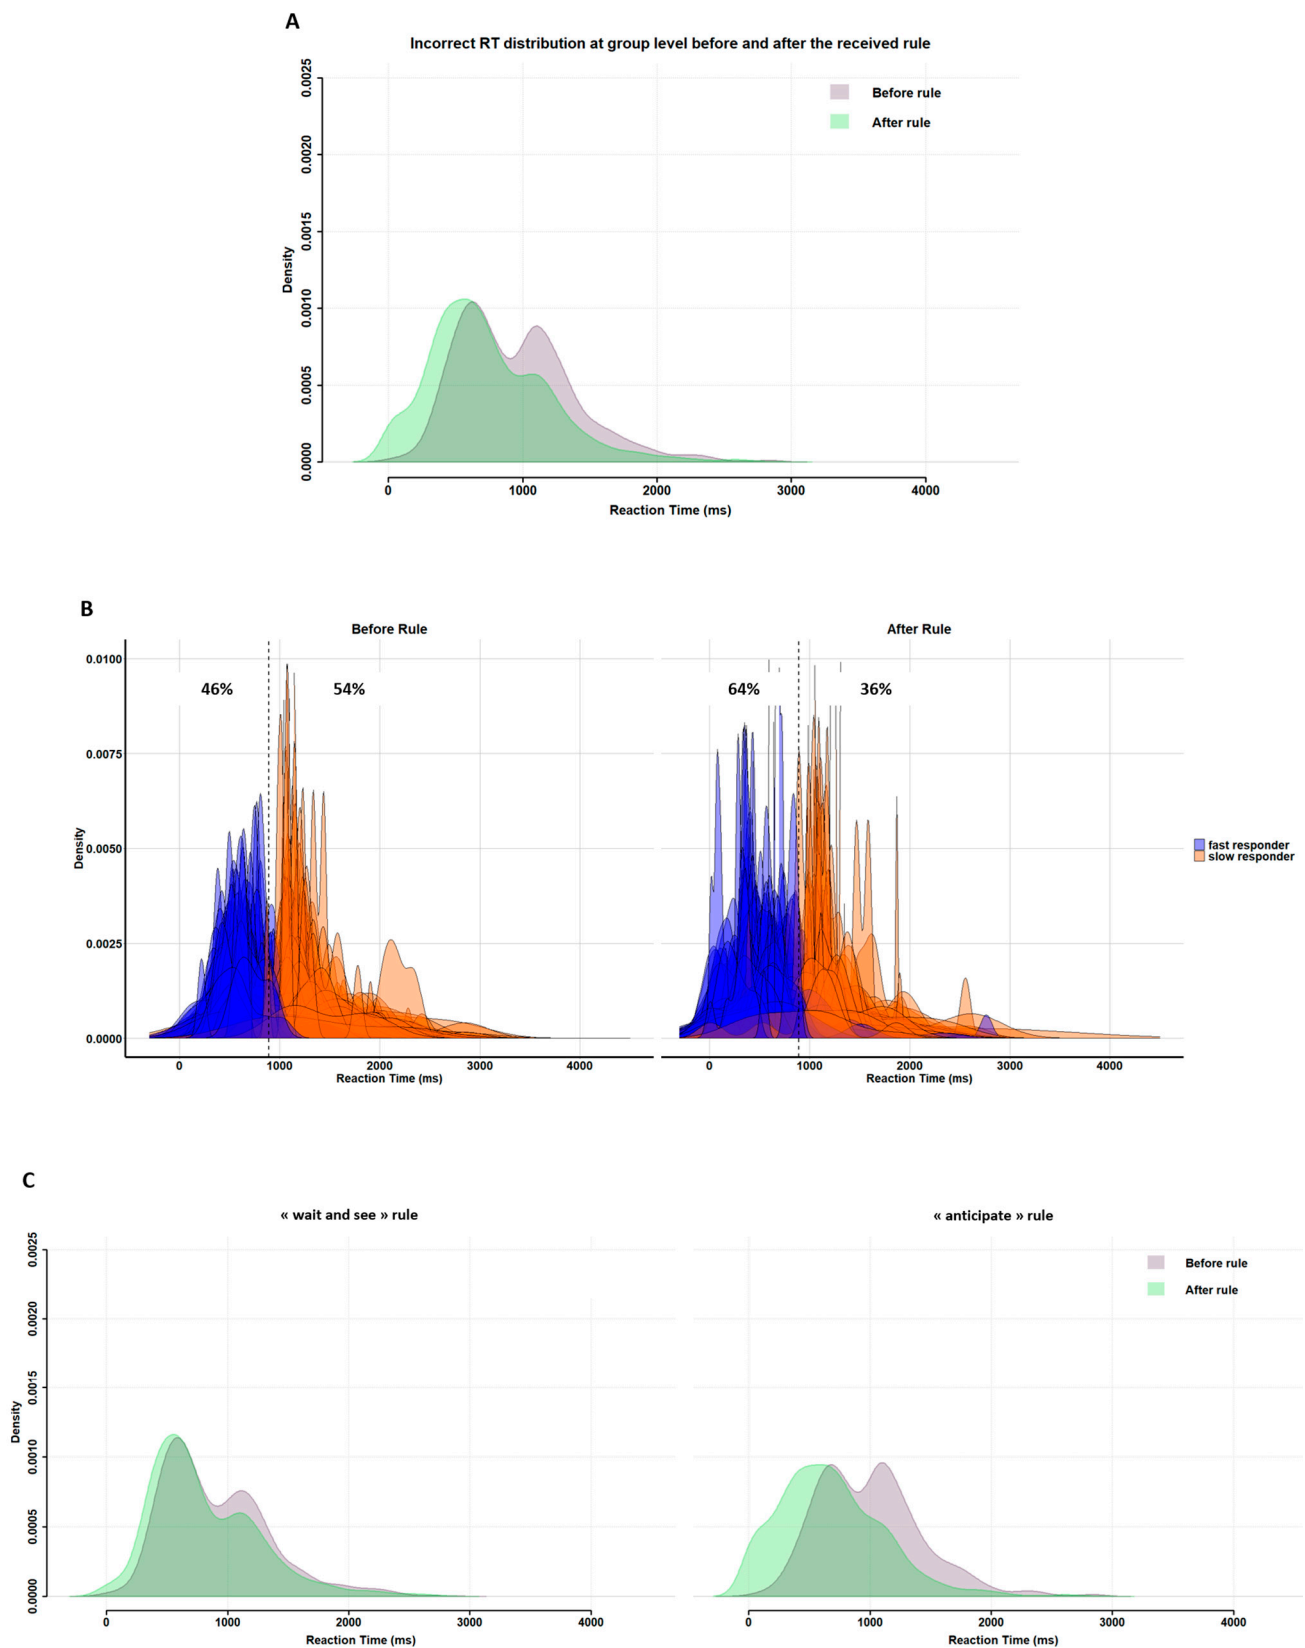 A
Incorrect RT distribution at group level before and after the received rule
Before rule
After rule
0.0025
0.0020
0.0015
0.0010
0.0005
0.0000
Density
0 1000 2000 3000 4000
Reaction Time (ms)
B
Before Rule
After Rule
0.0100
0.0075
0.0050
0.0025
0.0000
Density
46% 54%
64% 36%
fast responder
slow responder
0 1000 2000 3000 4000
0 1000 2000 3000 4000
Reaction Time (ms)
Reaction Time (ms)
C
« wait and see » rule
« anticipate » rule
0.0025
0.0020
0.0015
0.0010
0.0005
0.0000
Density
Before rule
After rule
0 1000 2000 3000 4000
0 1000 2000 3000 4000
Reaction Time (ms)
Reaction Time (ms)